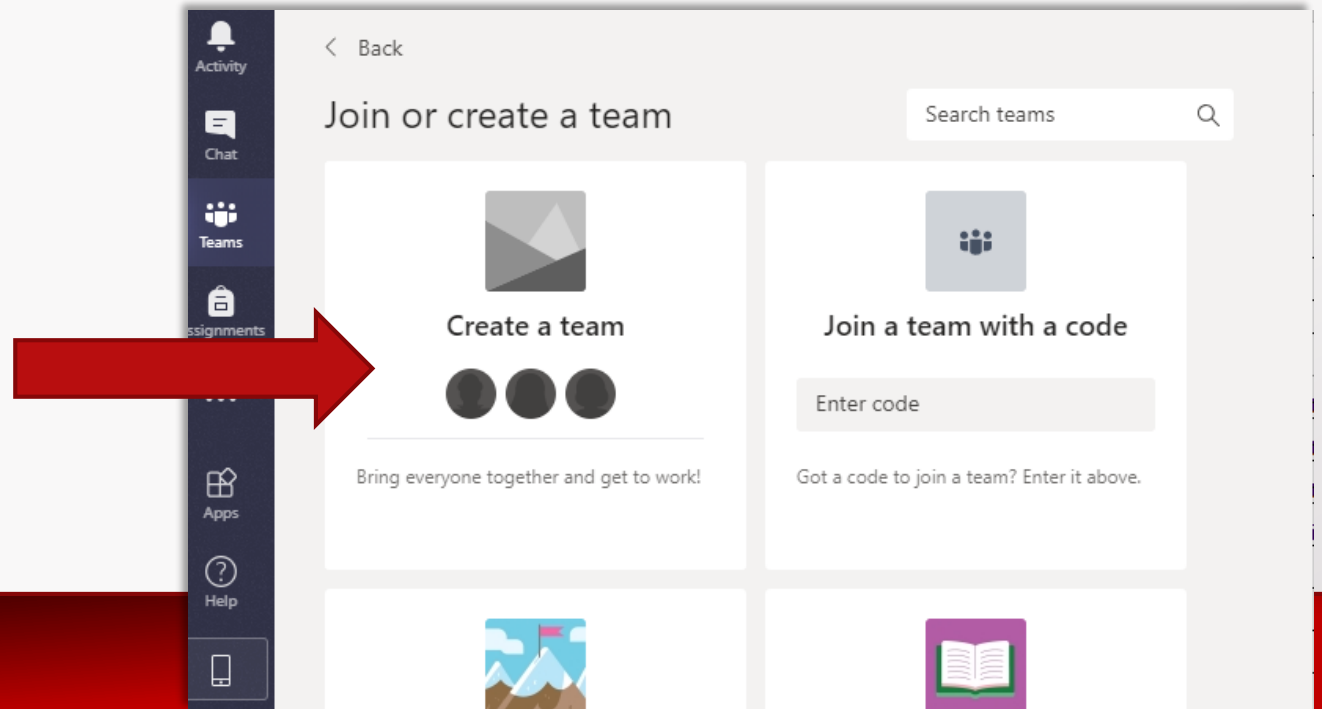 Activity
Chat
Teams
ssignments
Apps
Help
Back
Join or create a team
Search teams
Create a team
Bring everyone together and get to work!
Join a team with a code
Enter code
Got a code to join a team? Enter it above.